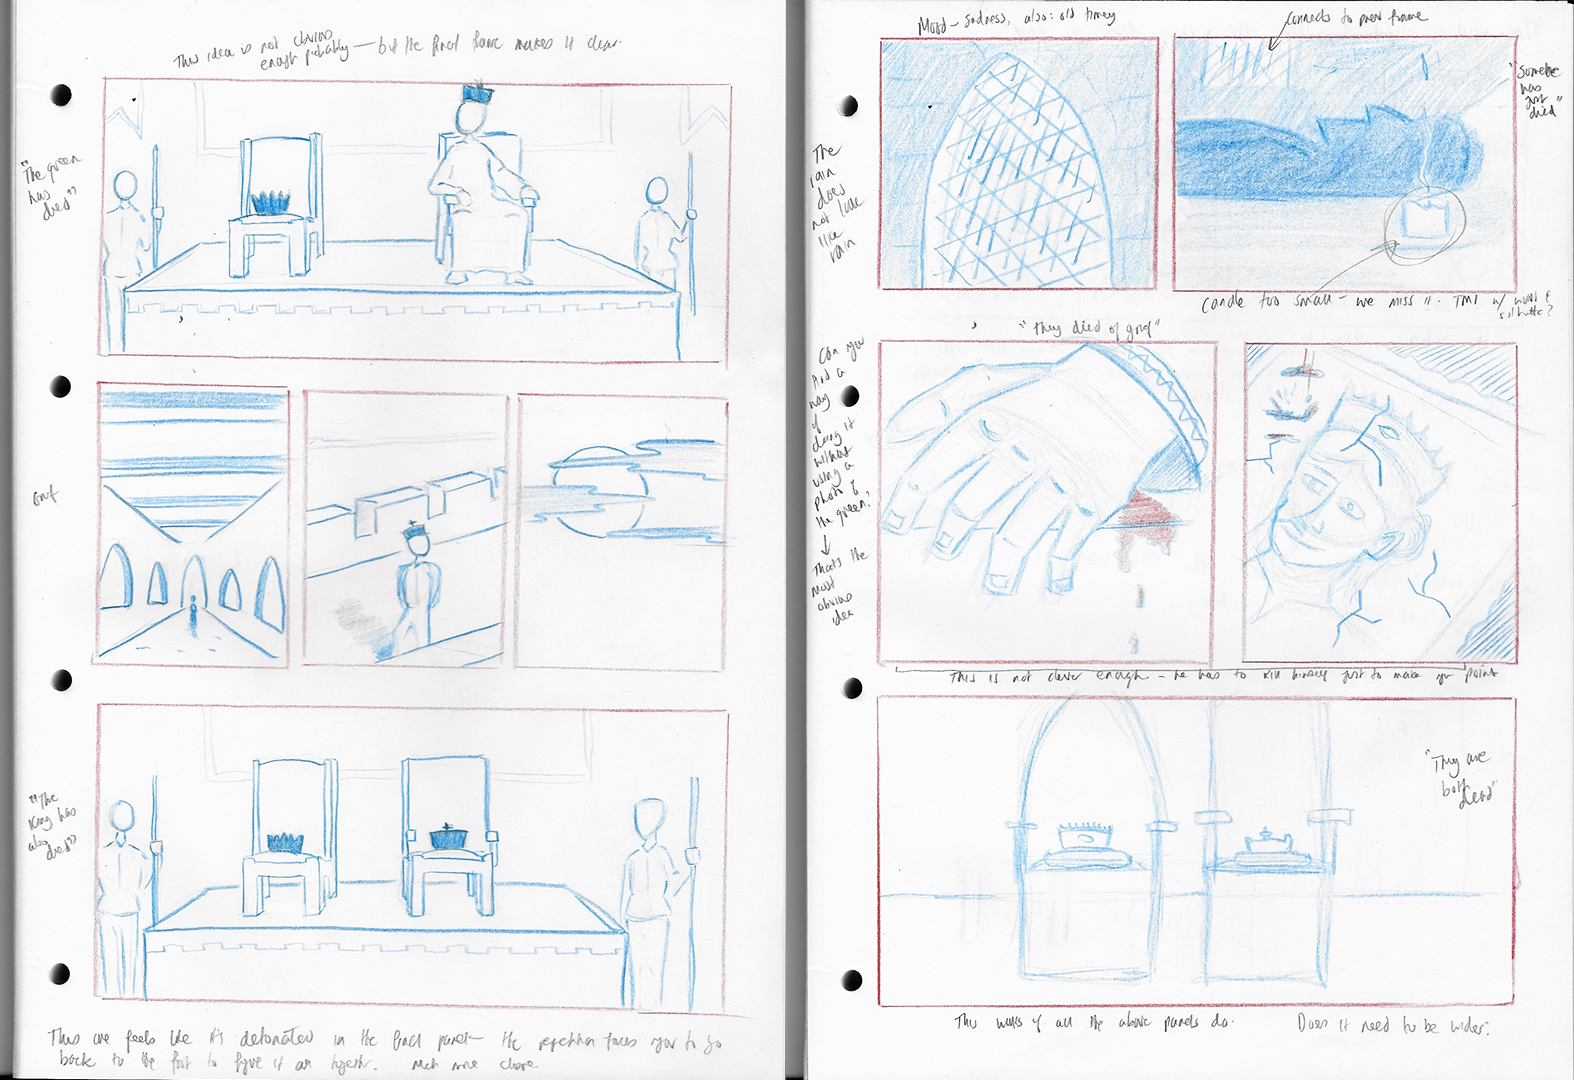 This idea is not obvious
enough probably — but the final frame makes it clear.
"The queen
has
died"
Grief
"The
King has
also
died"
This one feels like it's detonated in the final panel — the repetition forces you to go
back to the first to figure it all together. Much more closure.
Mood – sadness, also: old timey
connects to prev frame
"Someone
has
just
died"
The
rain
does
not look
like
rain
candle too small – we miss it. TMI w/ window &
silhouette?
"they died of grief"
Can you
find a
way
of
doing it
without
using a
photo of
the queen?
That's the
most
obvious
idea
This is not clever enough – he has to kill himself just to make your point
"They are
both
dead"
This works if all the above panels do.
Does it need to be wider?